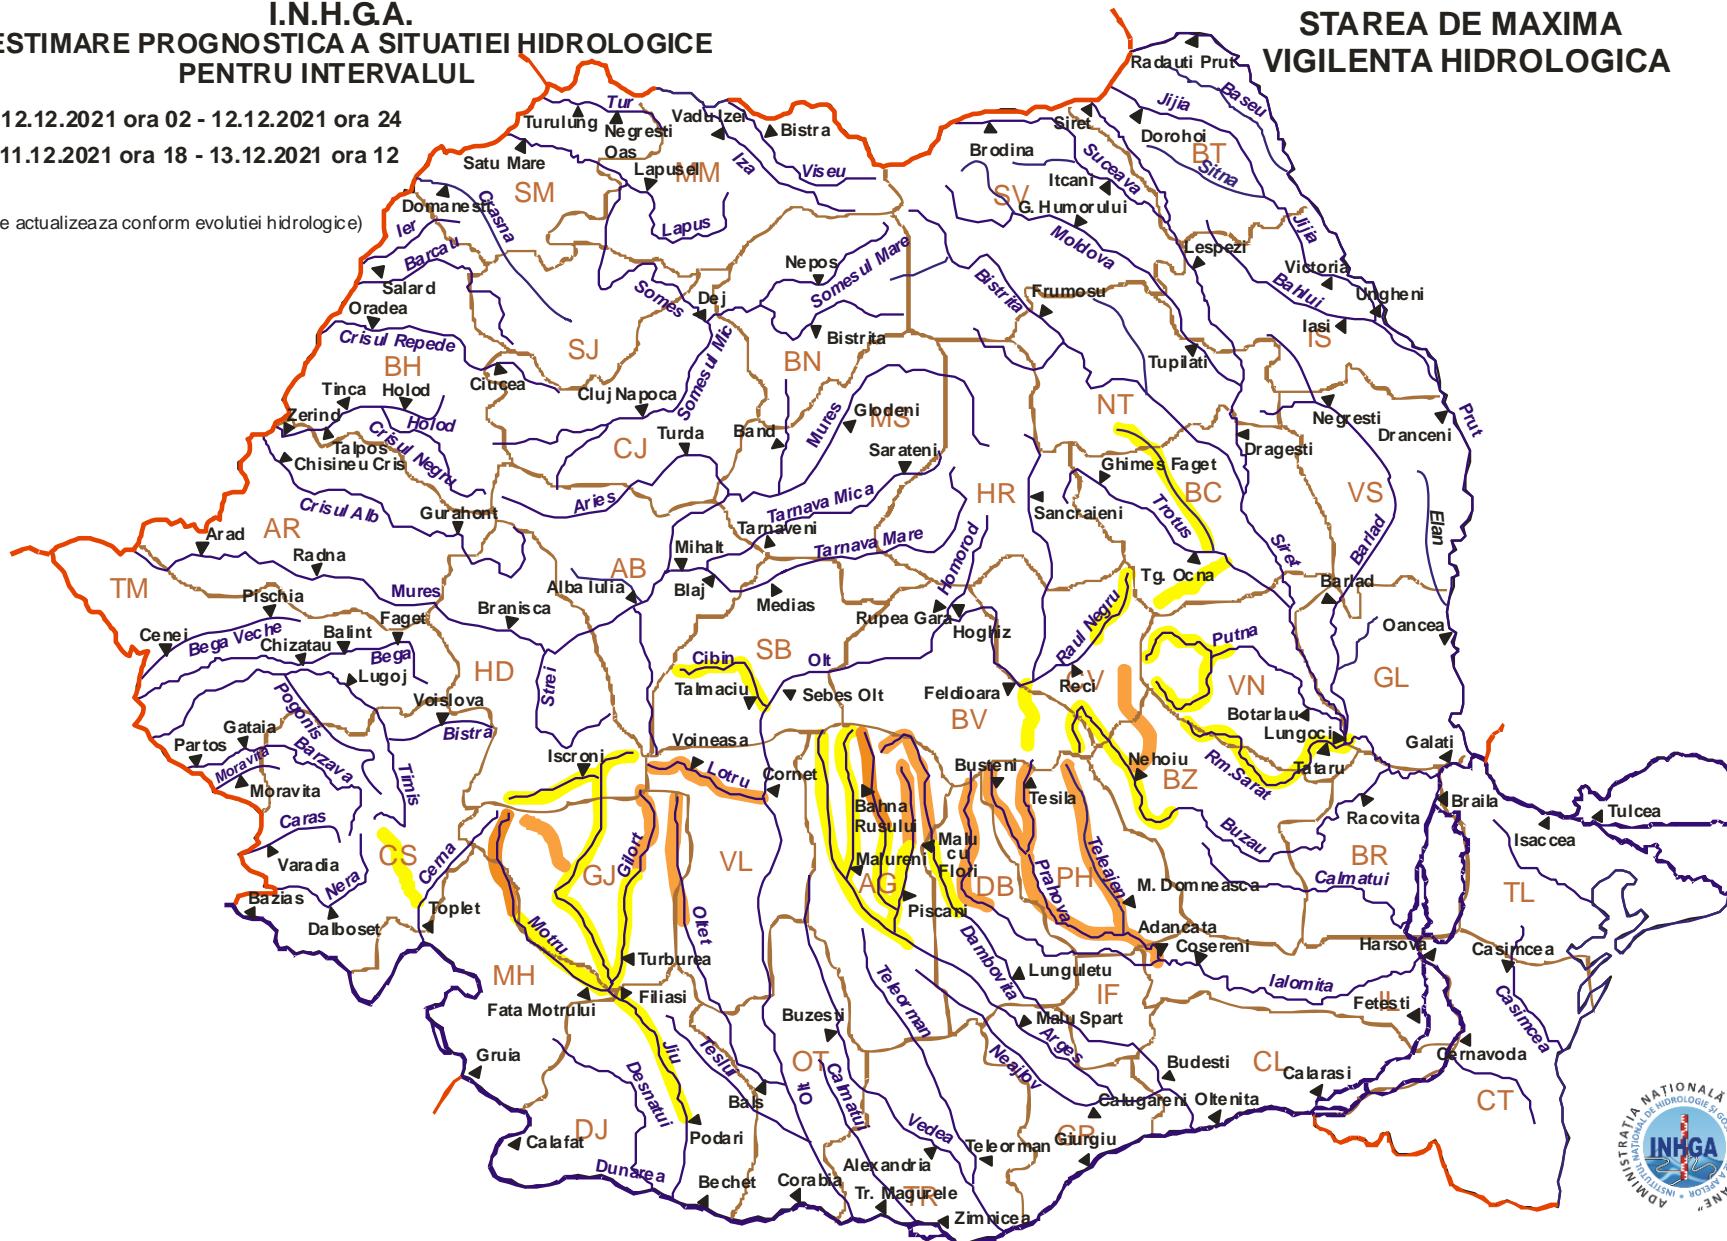 I.N.H.G.A.
ESTIMARE PROGNOSTICA A SITUATIEI HIDROLOGICE
PENTRU INTERVALUL
12.12.2021 ora 02 - 12.12.2021 ora 24
11.12.2021 ora 18 - 13.12.2021 ora 12
e actualizeaza conform evolutiei hidrologice)
STAREA DE MAXIMA
VIGILENTA HIDROLOGICA
Radauti Prut
Baseu
Jijia
Tur
Turulung
Negresti
Oas
Vadu Izei
Bistra
Siret
Dorohoi
BT
Sitna
Satu Mare
SM
Lapusel
MM
Iza
Viseu
Brodina
Suceava
Itcani
SV
G. Humorului
Domanesti
Crasna
Ier
Lapus
Barcau
Moldova
Lespezi
Jijia
Victoria
Bahlui
Ungheni
Iasi
IS
Salard
Oradea
Nepos
Somesul Mare
Bistrita
Frumosu
Somes
Dej
Crisul Repede
BH
SJ
Somesul Mic
Bistrita
BN
Tupilati
Ciucea
Cluj Napoca
Tinca
Holod
Holod
Zerind
Talpos
Chisineu Cris
Crisul Negru
CJ
Turda
Band
Mures
Glodeni
MS
Sarateni
NT
Negresti
Dranceni
Prut
Dragesti
Ghimes Faget
BC
VS
Crisul Alb
Gurahont
Aries
Tarnava Mica
HR
Sancraieni
Trotus
Siret
Barlad
Elan
AR
Arad
Radna
Tarnaveni
Tarnava Mare
Homorod
TM
Mures
AB
Mihalt
Blaj
Medias
Alba Iulia
Tg. Ocna
Barlad
Pischia
Branisca
Rupea Gara
Hoghiz
Raul Negru
Cenei
Bega Veche
Chizatau
Balint
Faget
Bega
Oancea
Putna
Lugoj
HD
Strei
Cibin
SB
Olt
Talmaciu
Sebes Olt
Feldioara
CV
Reci
VN
GL
Pogonis
Voislova
Bistra
BV
Botarlau
Lungoci
Galati
Gataia
Partos
Moravita
Moravita
Barzava
Timis
Iscroni
Voineasa
Lotru
Cornet
Busteni
Tesila
Nehoiu
BZ
Rm.Sarat
Tataru
Caras
Varadia
CS
Cerna
Nera
Bahna
Rusului
Malu
cu
Flori
Racovita
Braila
Tulcea
Isaccea
Malureni
AG
Piscani
DB
PH
Prahova
Teleajen
Buzau
M. Domneasca
BR
Calmatui
TL
Bazias
Dalboset
Toplet
GJ
Gilort
VL
Oltet
Motru
Turburea
MH
Filiasi
Fata Motrului
Adancata
Cosereni
Harsova
Casimcea
Dambovita
Lunguletu
IF
Ialomita
IL
Fetesti
Casimcea
Teleorman
Malu Spart
Buzesti
Gruia
Jiu
Teslui
OT
Olt
Calmatui
Neajlov
Arges
Budesti
CL
Calarasi
Cernavoda
CT
Desnatui
Bals
Podari
Calugareni
Oltenita
Calafat
DJ
Vedea
Teleorman
GR
Giurgiu
Dunarea
Bechet
Corabia
Alexandria
Tr. Magurele
TR
Zimnicea
INHGA